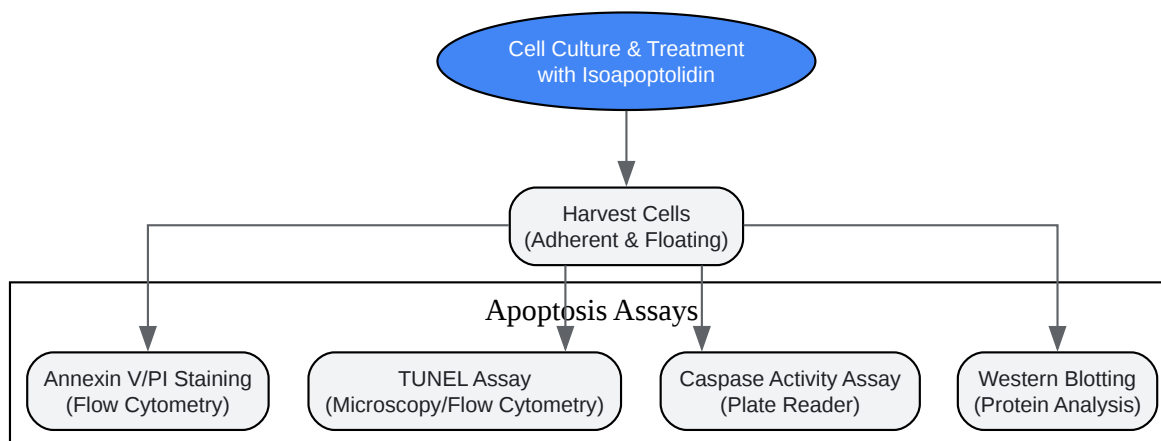 Cell Culture & Treatment
with Isoapoptolidin
Harvest Cells
(Adherent & Floating)
Apoptosis Assays
Annexin V/PI Staining
(Flow Cytometry)
TUNEL Assay
(Microscopy/Flow Cytometry)
Caspase Activity Assay
(Plate Reader)
Western Blotting
(Protein Analysis)